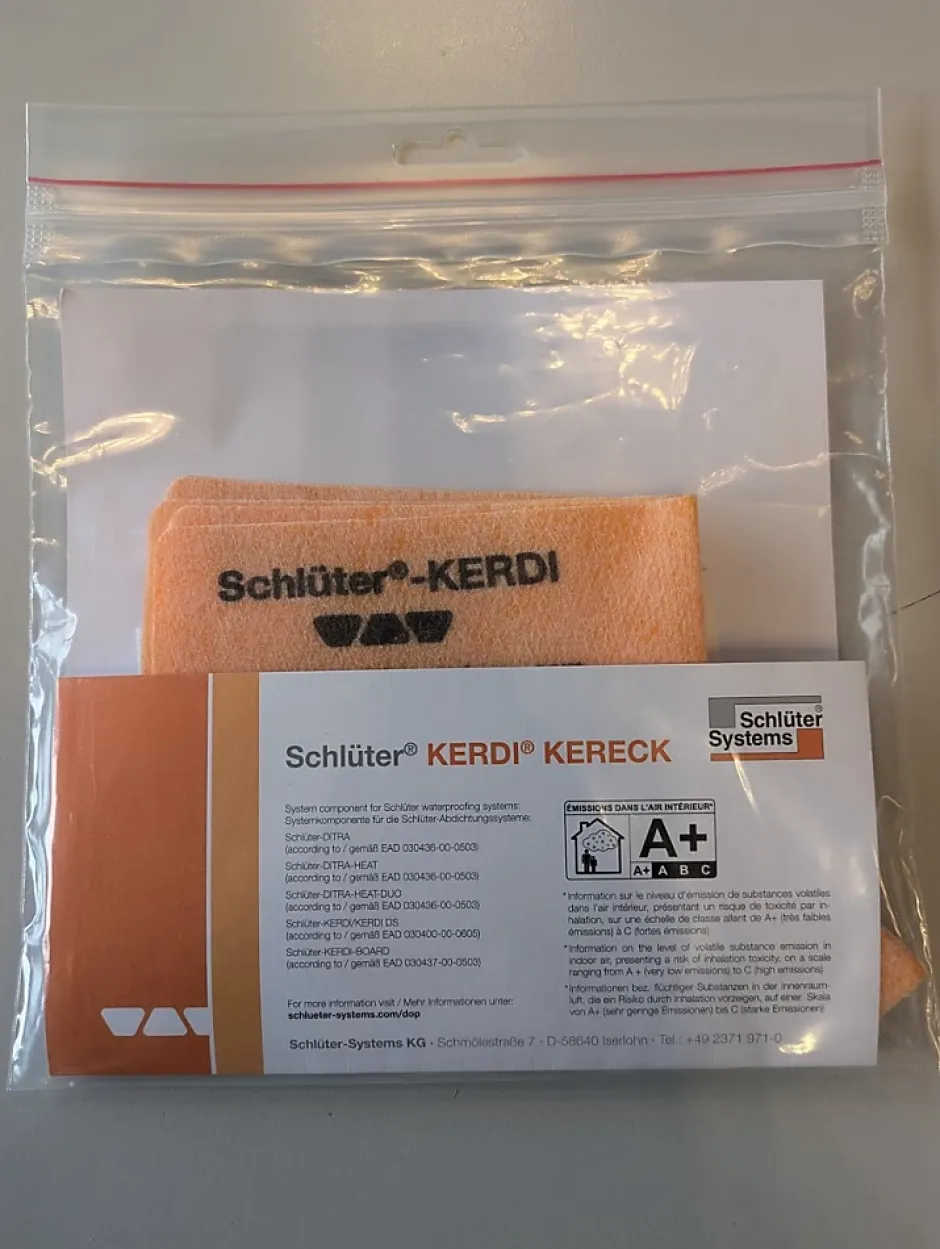 Schlüter®-KERDI
Schlüter® KERDI® KERECK
Schlüter®
Systems
System component for Schlüter waterproofing systems:
Systemkomponente für die Schlüter-Abdichtungssysteme:
Schlüter-DITRA
(according to / gemäß EAD 030436-00-0503)
Schlüter-DITRA-HEAT
(according to / gemäß EAD 030436-00-0503)
Schlüter-DITRA-HEAT-DUO
(according to / gemäß EAD 030436-00-0503)
Schlüter-KERDI/KERDI DS
(according to / gemäß EAD 030400-00-0605)
Schlüter-KERDI-BOARD
(according to / gemäß EAD 030437-00-0503)
For more information visit / Mehr Informationen unter:
schlueter-systems.com/dop
ÉMISSIONS DANS L'AIR INTÉRIEUR*
A+
A+ A B C
*Information sur le niveau d'émission de substances volatiles
dans l'air intérieur, présentant un risque de toxicité par in-
halation, sur une échelle de classe allant de A+ (très faibles
émissions) à C (fortes émissions)
*Information on the level of volatile substance emission in
indoor air, presenting a risk of inhalation toxicity, on a scale
ranging from A + (very low emissions) to C (high emissions)
*Informationen bez. flüchtiger Substanzen in der Innenraum-
luft, die ein Risiko durch Inhalation vorzeigen, auf einer Skala
von A+ (sehr geringe Emissionen) bis C (starke Emissionen)
Schlüter-Systems KG · Schmölestraße 7 · D-58640 Iserlohn · Tel.: +49 2371 971-0